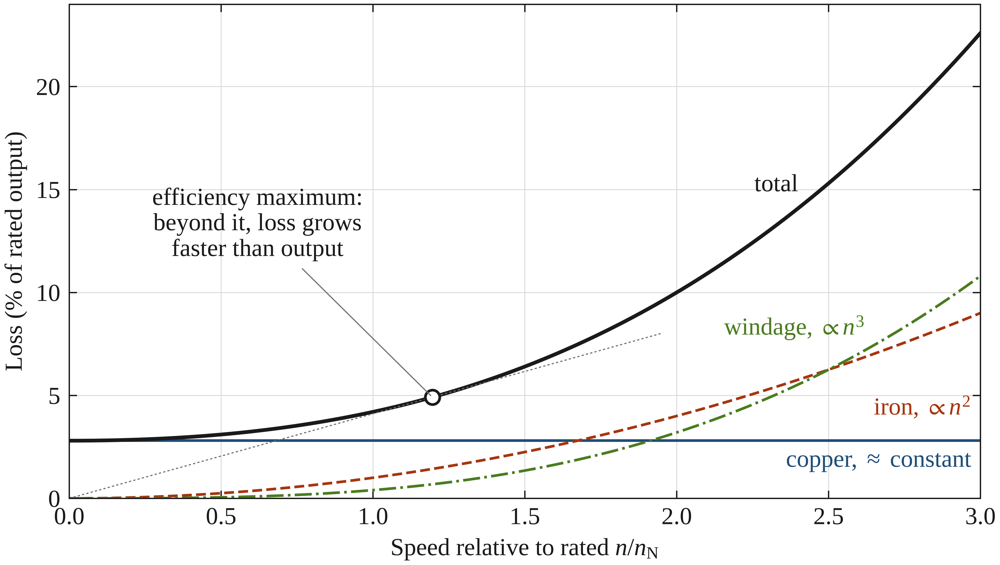 20
15
10
5
0
Loss (% of rated output)
efficiency maximum:
beyond it, loss grows
faster than output
total
windage, ∝n³
iron, ∝n²
copper, ≈ constant
0.0 0.5 1.0 1.5 2.0 2.5 3.0
Speed relative to rated n/n_N